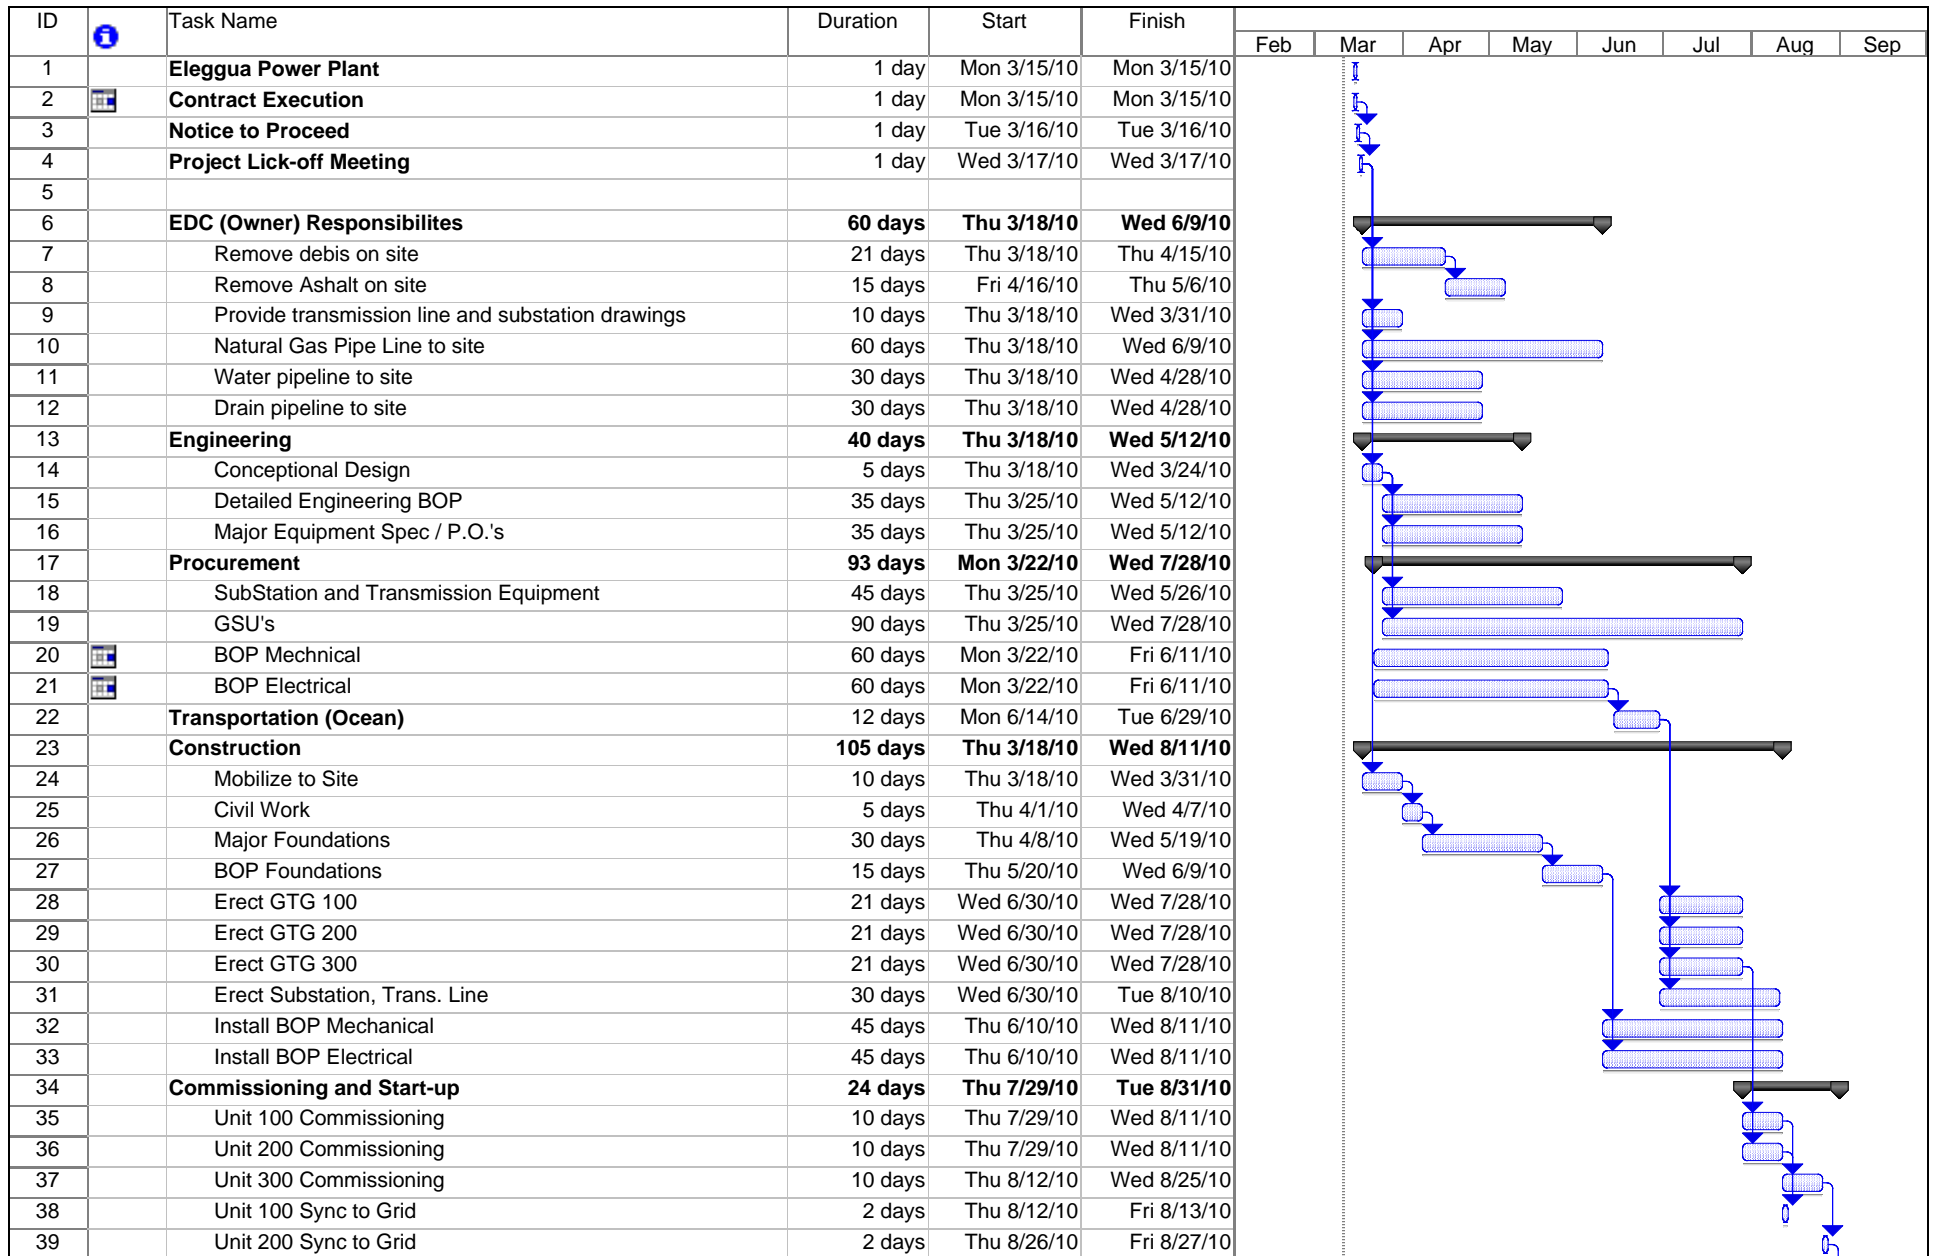 ID Task Name Duration Start Finish
Feb Mar Apr May Jun Jul Aug Sep
1 Eleggua Power Plant 1 day Mon 3/15/10 Mon 3/15/10
2 Contract Execution 1 day Mon 3/15/10 Mon 3/15/10
3 Notice to Proceed 1 day Tue 3/16/10 Tue 3/16/10
4 Project Lick-off Meeting 1 day Wed 3/17/10 Wed 3/17/10
5
6 EDC (Owner) Responsibilites 60 days Thu 3/18/10 Wed 6/9/10
7 Remove debis on site 21 days Thu 3/18/10 Thu 4/15/10
8 Remove Ashalt on site 15 days Fri 4/16/10 Thu 5/6/10
9 Provide transmission line and substation drawings 10 days Thu 3/18/10 Wed 3/31/10
10 Natural Gas Pipe Line to site 60 days Thu 3/18/10 Wed 6/9/10
11 Water pipeline to site 30 days Thu 3/18/10 Wed 4/28/10
12 Drain pipeline to site 30 days Thu 3/18/10 Wed 4/28/10
13 Engineering 40 days Thu 3/18/10 Wed 5/12/10
14 Conceptional Design 5 days Thu 3/18/10 Wed 3/24/10
15 Detailed Engineering BOP 35 days Thu 3/25/10 Wed 5/12/10
16 Major Equipment Spec / P.O.'s 35 days Thu 3/25/10 Wed 5/12/10
17 Procurement 93 days Mon 3/22/10 Wed 7/28/10
18 SubStation and Transmission Equipment 45 days Thu 3/25/10 Wed 5/26/10
19 GSU's 90 days Thu 3/25/10 Wed 7/28/10
20 BOP Mechnical 60 days Mon 3/22/10 Fri 6/11/10
21 BOP Electrical 60 days Mon 3/22/10 Fri 6/11/10
22 Transportation (Ocean) 12 days Mon 6/14/10 Tue 6/29/10
23 Construction 105 days Thu 3/18/10 Wed 8/11/10
24 Mobilize to Site 10 days Thu 3/18/10 Wed 3/31/10
25 Civil Work 5 days Thu 4/1/10 Wed 4/7/10
26 Major Foundations 30 days Thu 4/8/10 Wed 5/19/10
27 BOP Foundations 15 days Thu 5/20/10 Wed 6/9/10
28 Erect GTG 100 21 days Wed 6/30/10 Wed 7/28/10
29 Erect GTG 200 21 days Wed 6/30/10 Wed 7/28/10
30 Erect GTG 300 21 days Wed 6/30/10 Wed 7/28/10
31 Erect Substation, Trans. Line 30 days Wed 6/30/10 Tue 8/10/10
32 Install BOP Mechanical 45 days Thu 6/10/10 Wed 8/11/10
33 Install BOP Electrical 45 days Thu 6/10/10 Wed 8/11/10
34 Commissioning and Start-up 24 days Thu 7/29/10 Tue 8/31/10
35 Unit 100 Commissioning 10 days Thu 7/29/10 Wed 8/11/10
36 Unit 200 Commissioning 10 days Thu 7/29/10 Wed 8/11/10
37 Unit 300 Commissioning 10 days Thu 8/12/10 Wed 8/25/10
38 Unit 100 Sync to Grid 2 days Thu 8/12/10 Fri 8/13/10
39 Unit 200 Sync to Grid 2 days Thu 8/26/10 Fri 8/27/10